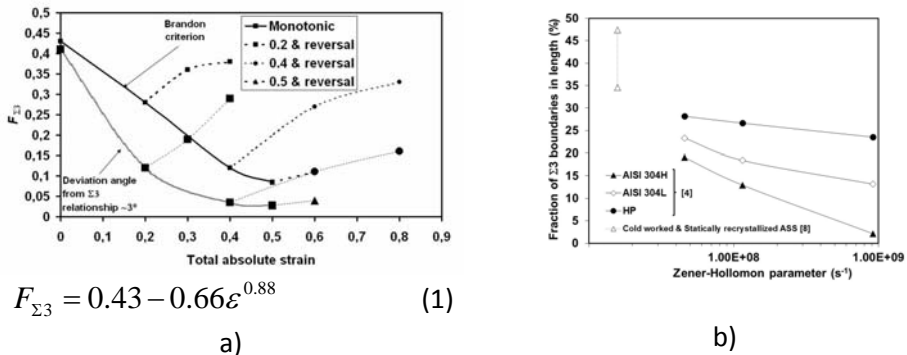 0,5
0,45
0,4
0,35
0,3
0,25
0,2
0,15
0,1
0,05
0
F_Σ3
Brandon
criterion
Monotonic
0.2 & reversal
0.4 & reversal
0.5 & reversal
Deviation angle
from Σ3
relationship ~3°
0 0,1 0,2 0,3 0,4 0,5 0,6 0,7 0,8 0,9
Total absolute strain
F_Σ3 = 0.43 − 0.66ε^0.88 (1)
a)
b)
50
45
40
35
30
25
20
15
10
5
0
Fraction of Σ3 boundaries in length (%)
AISI 304H
AISI 304L [4]
HP
Cold worked & Statically recrystallized ASS [8]
1.00E+08 1.00E+09
Zener-Hollomon parameter (s⁻¹)
b)